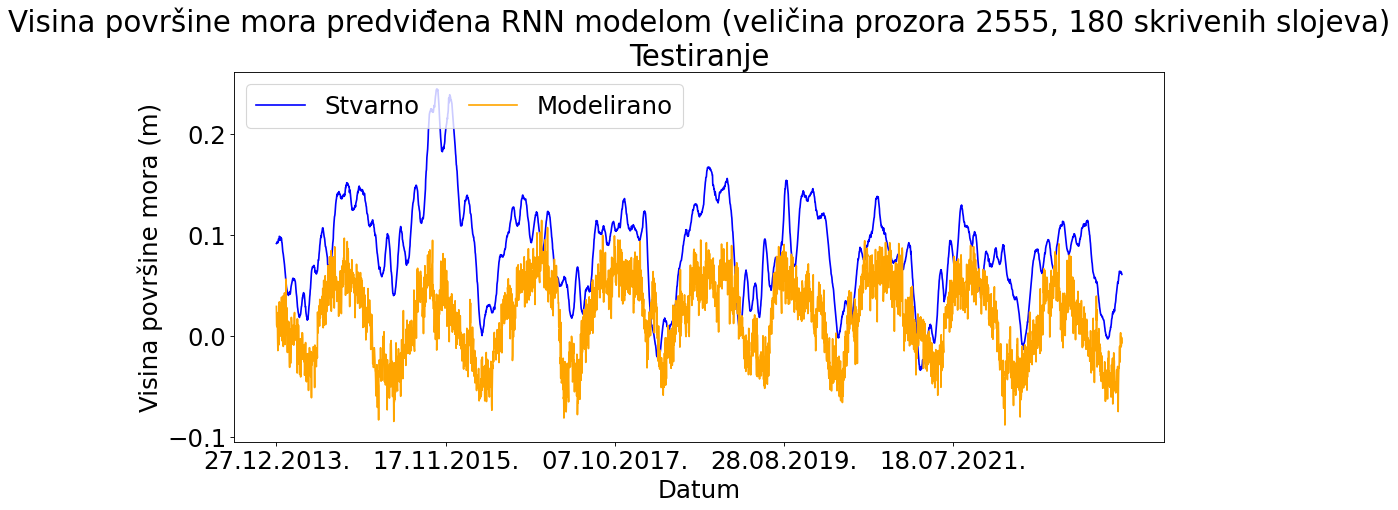 Visina površine mora predviđena RNN modelom (veličina prozora 2555, 180 skrivenih slojeva)
Testiranje
Stvarno
Modelirano
Visina površine mora (m)
0.2
0.1
0.0
−0.1
27.12.2013.
17.11.2015.
07.10.2017.
28.08.2019.
18.07.2021.
Datum